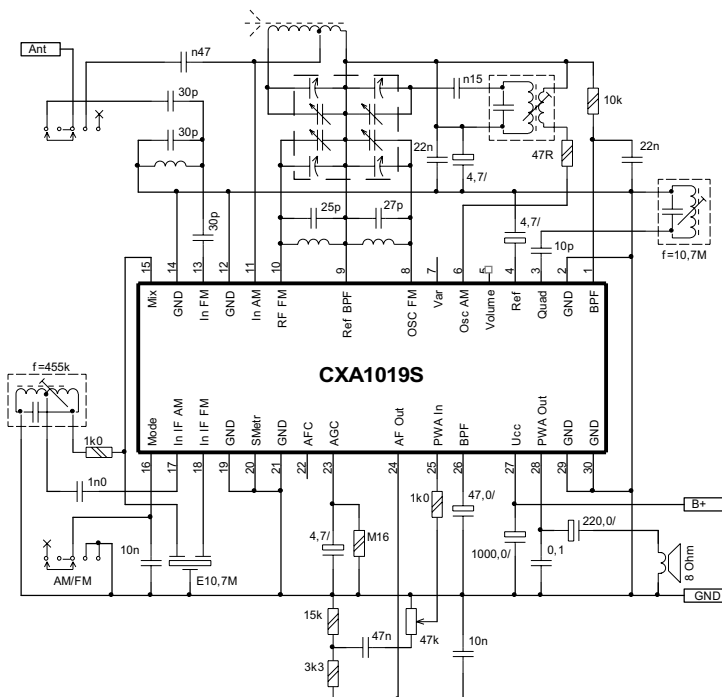 Ant
n47
30p
30p
n15
10k
22n
4,7/
47R
22n
30p
25p
27p
4,7/
10p
f=10,7M
15 14 13 12 11 10 9 8 7 6 5 4 3 2 1
Mix GND In FM GND In AM RF FM Ref BPF OSC FM Var Osc AM Volume Ref Quad GND BPF
CXA1019S
f=455k
Mode In IF AM In IF FM GND SMetr GND AFC AGC AF Out PWA In BPF Ucc PWA Out GND GND
16 17 18 19 20 21 22 23 24 25 26 27 28 29 30
1k0
1n0
1k0
47,0/
B+
4,7/
M16
220,0/
1000,0/
0,1
10n
AM/FM
E10,7M
8 Ohm
GND
15k
47n
47k
10n
3k3